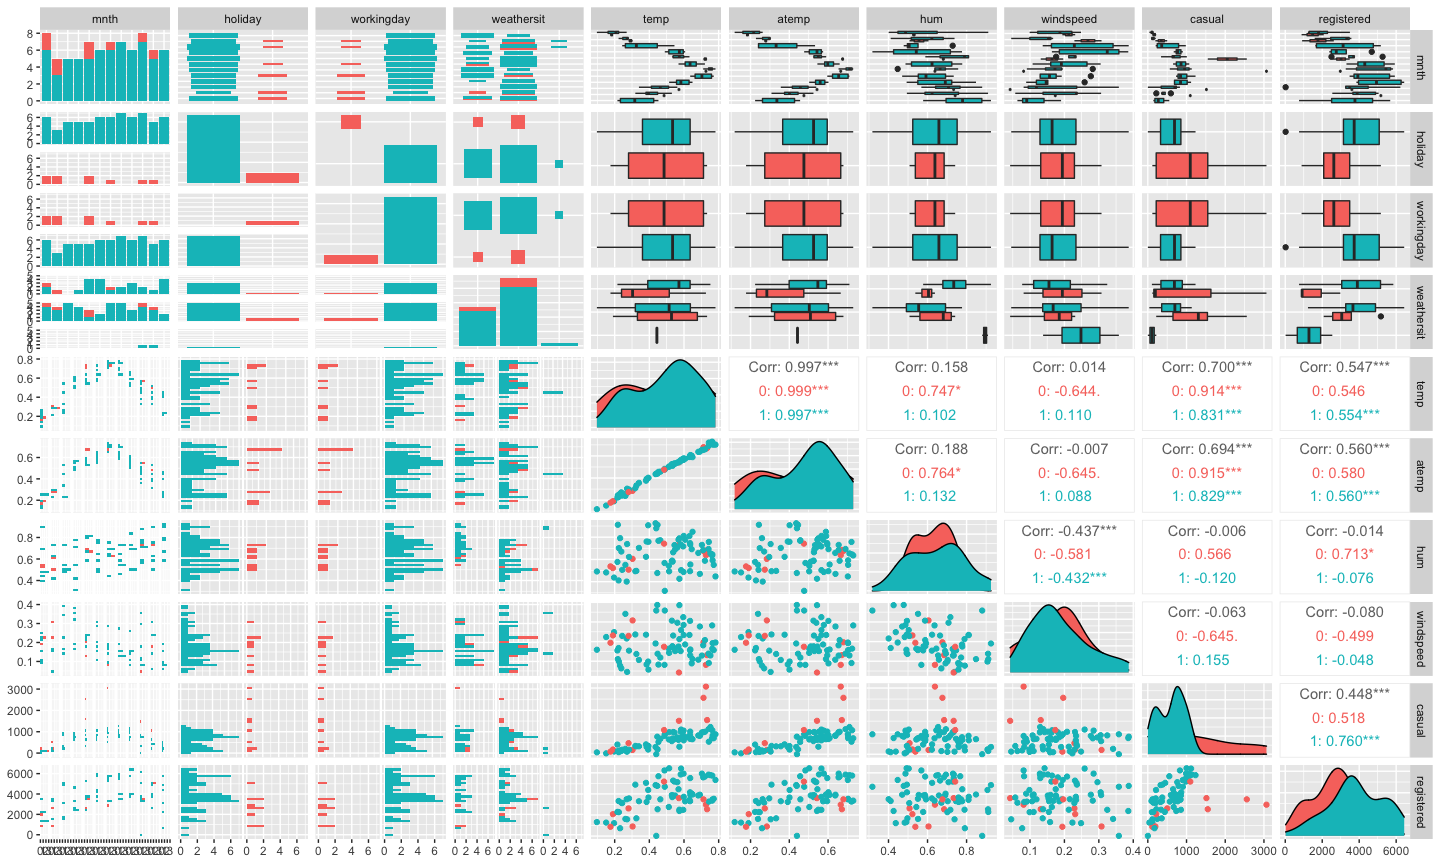 mnth holiday workingday weathersit temp atemp hum windspeed casual registered
8
6
4
2
0
mnth
6
4
2
0
6
4
2
0
holiday
6
4
2
0
6
4
2
0
workingday
weathersit
0.8
0.6
0.4
0.2
Corr: 0.997*** Corr: 0.158 Corr: 0.014 Corr: 0.700*** Corr: 0.547***
0: 0.999*** 0: 0.747* 0: -0.644. 0: 0.914*** 0: 0.546
1: 0.997*** 1: 0.102 1: 0.110 1: 0.831*** 1: 0.554***
temp
0.6
0.4
0.2
Corr: 0.188 Corr: -0.007 Corr: 0.694*** Corr: 0.560***
0: 0.764* 0: -0.645. 0: 0.915*** 0: 0.580
1: 0.132 1: 0.088 1: 0.829*** 1: 0.560***
atemp
0.8
0.6
0.4
Corr: -0.437*** Corr: -0.006 Corr: -0.014
0: -0.581 0: 0.566 0: 0.713*
1: -0.432*** 1: -0.120 1: -0.076
hum
0.4
0.3
0.2
0.1
Corr: -0.063 Corr: -0.080
0: -0.645. 0: -0.499
1: 0.155 1: -0.048
windspeed
3000
2000
1000
0
Corr: 0.448***
0: 0.518
1: 0.760***
casual
6000
4000
2000
0
registered
0 2 4 6 0 2 4 6 0 2 4 6 0 2 4 6 0 2 4 6 0 2 4 6 0 2 4 6 0.2 0.4 0.6 0.2 0.4 0.6 0.4 0.6 0.8 0.1 0.2 0.3 0.4 0 1000 2000 3000 0 2000 4000 6000